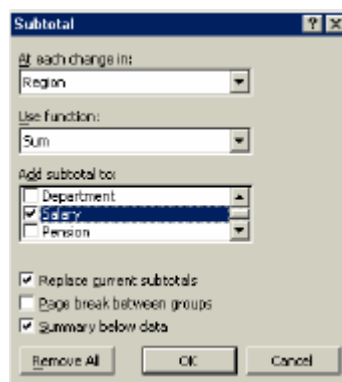 Subtotal
At each change in:
Region
Use function:
Sum
Add subtotal to:
Department
Salary
Pension
Replace current subtotals
Page break between groups
Summary below data
Remove All OK Cancel